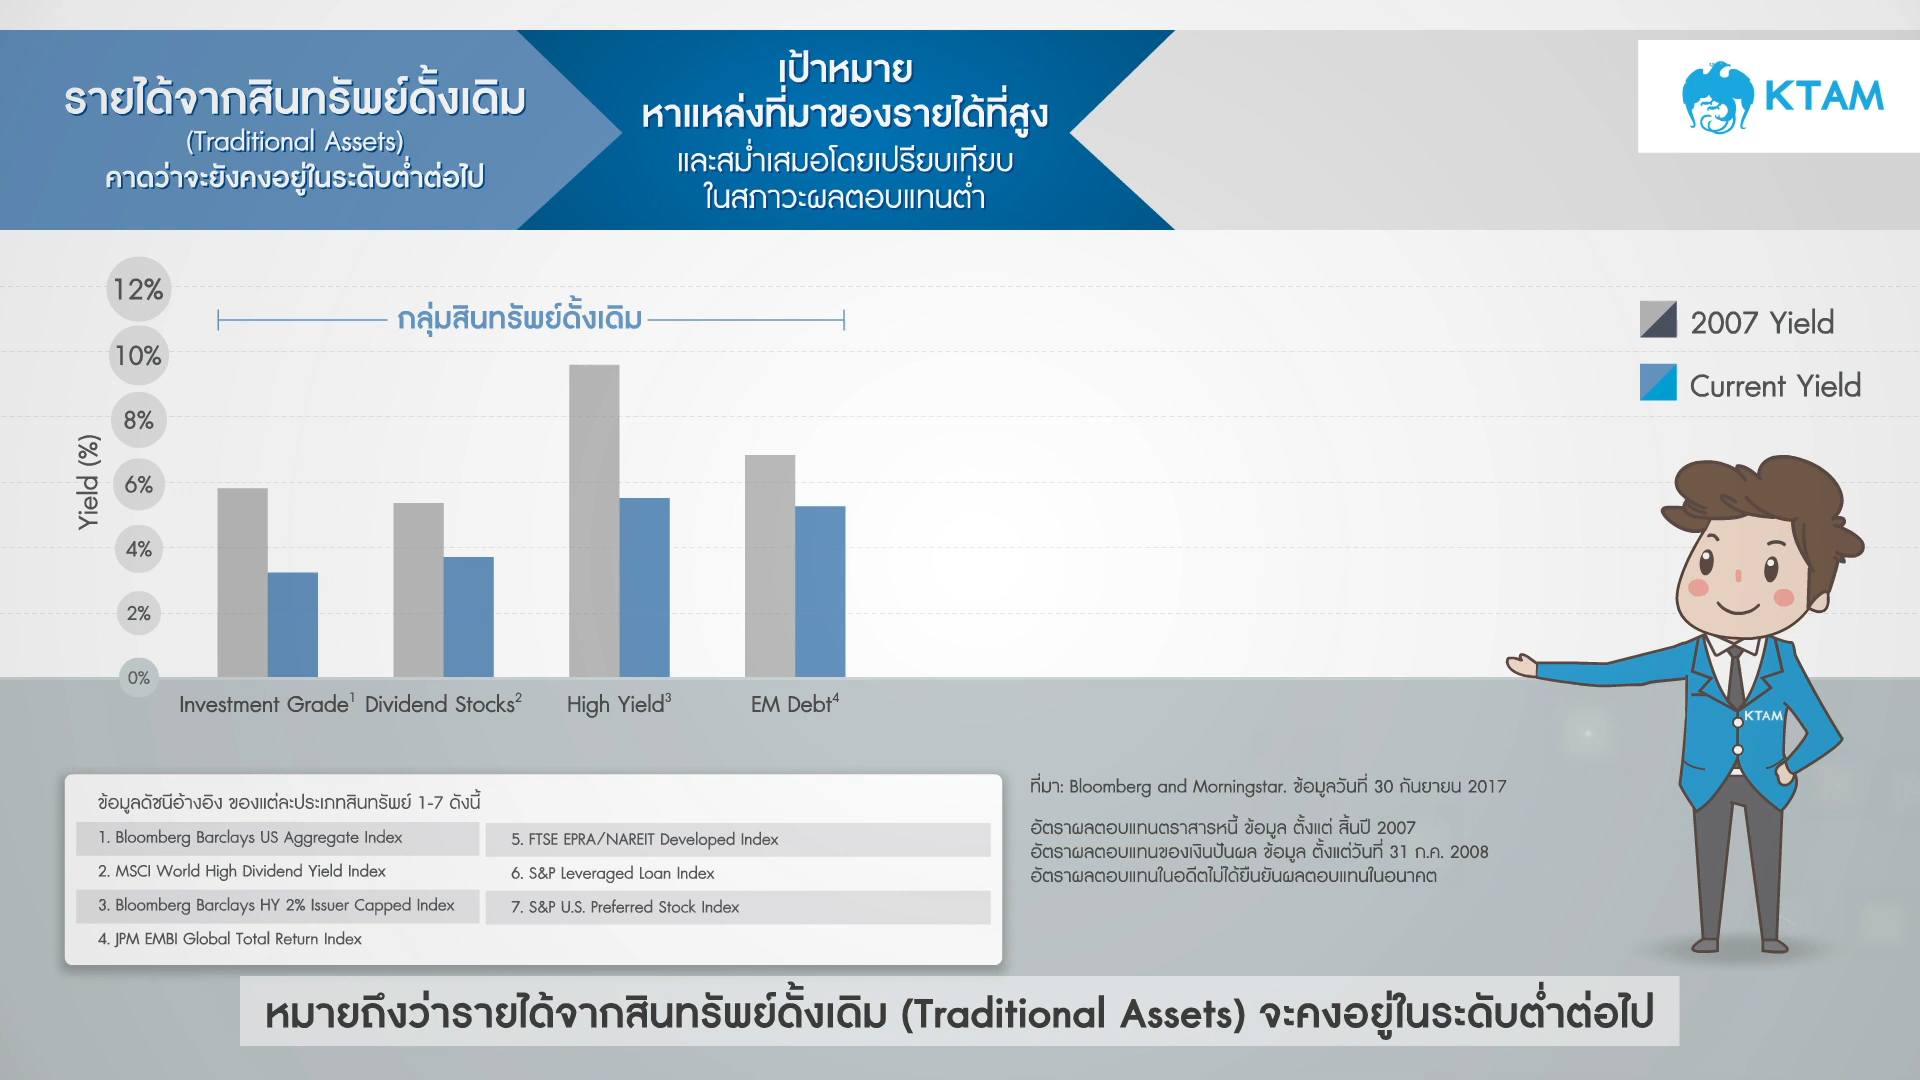 รายได้จากสินทรัพย์ดั้งเดิม
(Traditional Assets)
คาดว่าจะยังคงอยู่ในระดับต่ำต่อไป
เป้าหมาย
หาแหล่งที่มาของรายได้ที่สูง
และสม่ำเสมอโดยเปรียบเทียบ
ในสภาวะผลตอบแทนต่ำ
KTAM
12%
10%
8%
6%
4%
2%
0%
Yield (%)
กลุ่มสินทรัพย์ดั้งเดิม
2007 Yield
Current Yield
Investment Grade¹ Dividend Stocks² High Yield³ EM Debt⁴
KTAM
ข้อมูลดัชนีอ้างอิง ของแต่ละประเภทสินทรัพย์ 1-7 ดังนี้
1. Bloomberg Barclays US Aggregate Index
2. MSCI World High Dividend Yield Index
3. Bloomberg Barclays HY 2% Issuer Capped Index
4. JPM EMBI Global Total Return Index
5. FTSE EPRA/NAREIT Developed Index
6. S&P Leveraged Loan Index
7. S&P U.S. Preferred Stock Index
ที่มา: Bloomberg and Morningstar. ข้อมูลวันที่ 30 กันยายน 2017
อัตราผลตอบแทนตราสารหนี้ ข้อมูล ตั้งแต่ สิ้นปี 2007
อัตราผลตอบแทนของเงินปันผล ข้อมูล ตั้งแต่วันที่ 31 ก.ค. 2008
อัตราผลตอบแทนในอดีตไม่ได้ยืนยันผลตอบแทนในอนาคต
หมายถึงว่ารายได้จากสินทรัพย์ดั้งเดิม (Traditional Assets) จะคงอยู่ในระดับต่ำต่อไป